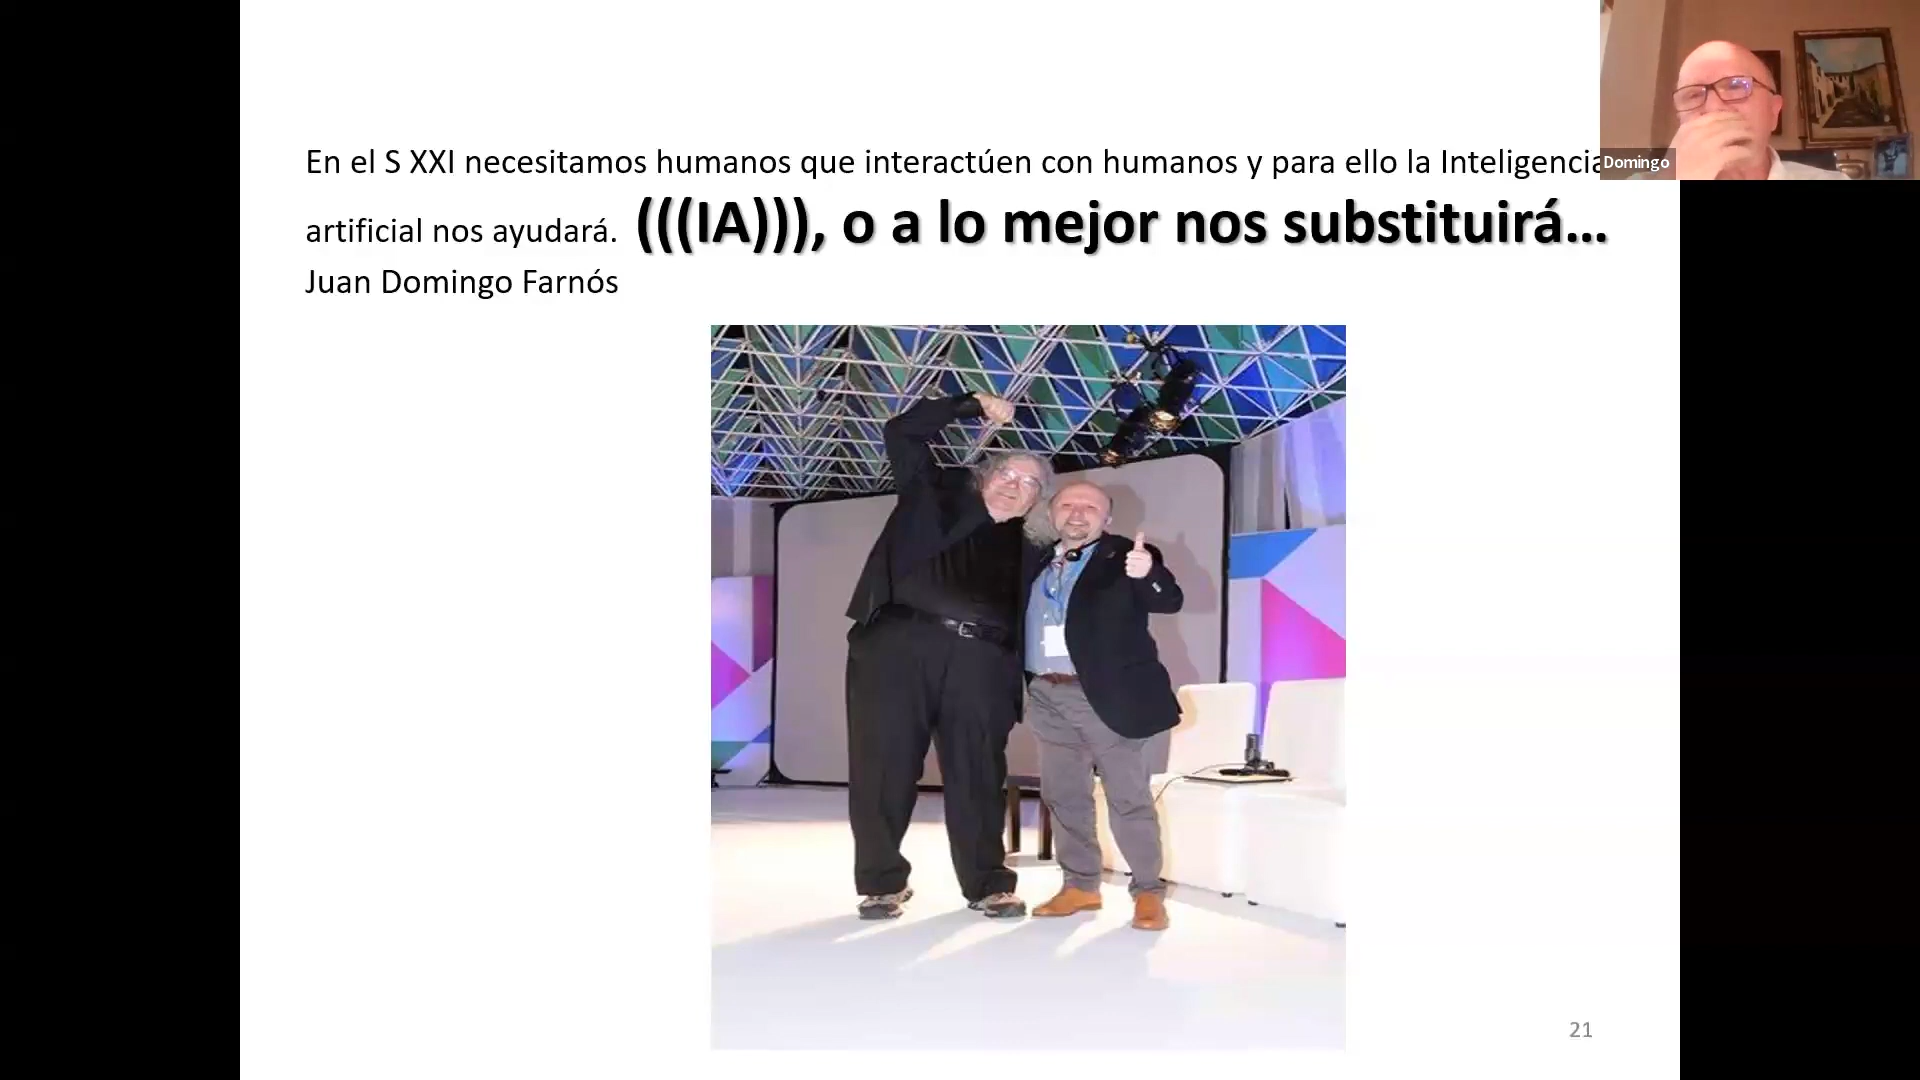 En el S XXI necesitamos humanos que interactúen con humanos y para ello la Inteligencia
artificial nos ayudará. (((IA))), o a lo mejor nos substituirá...
Juan Domingo Farnós
Domingo
21